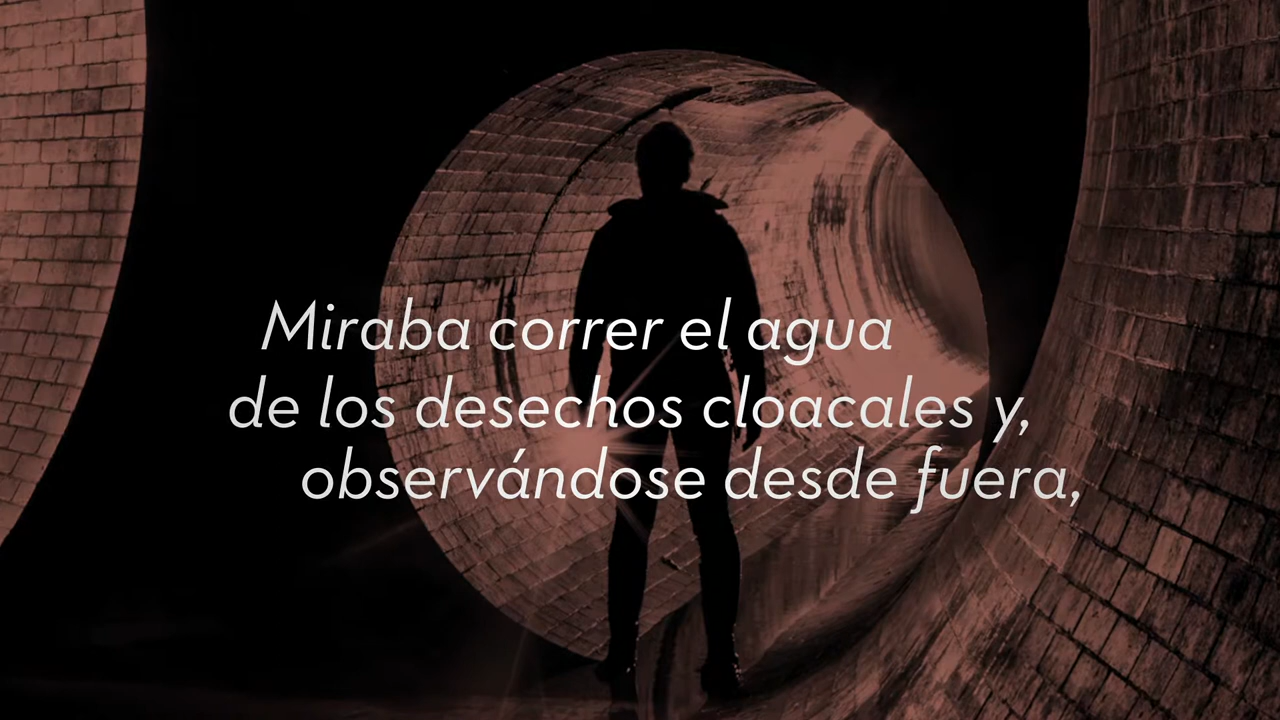 Miraba correr el agua
de los desechos cloacales y,
observándose desde fuera,